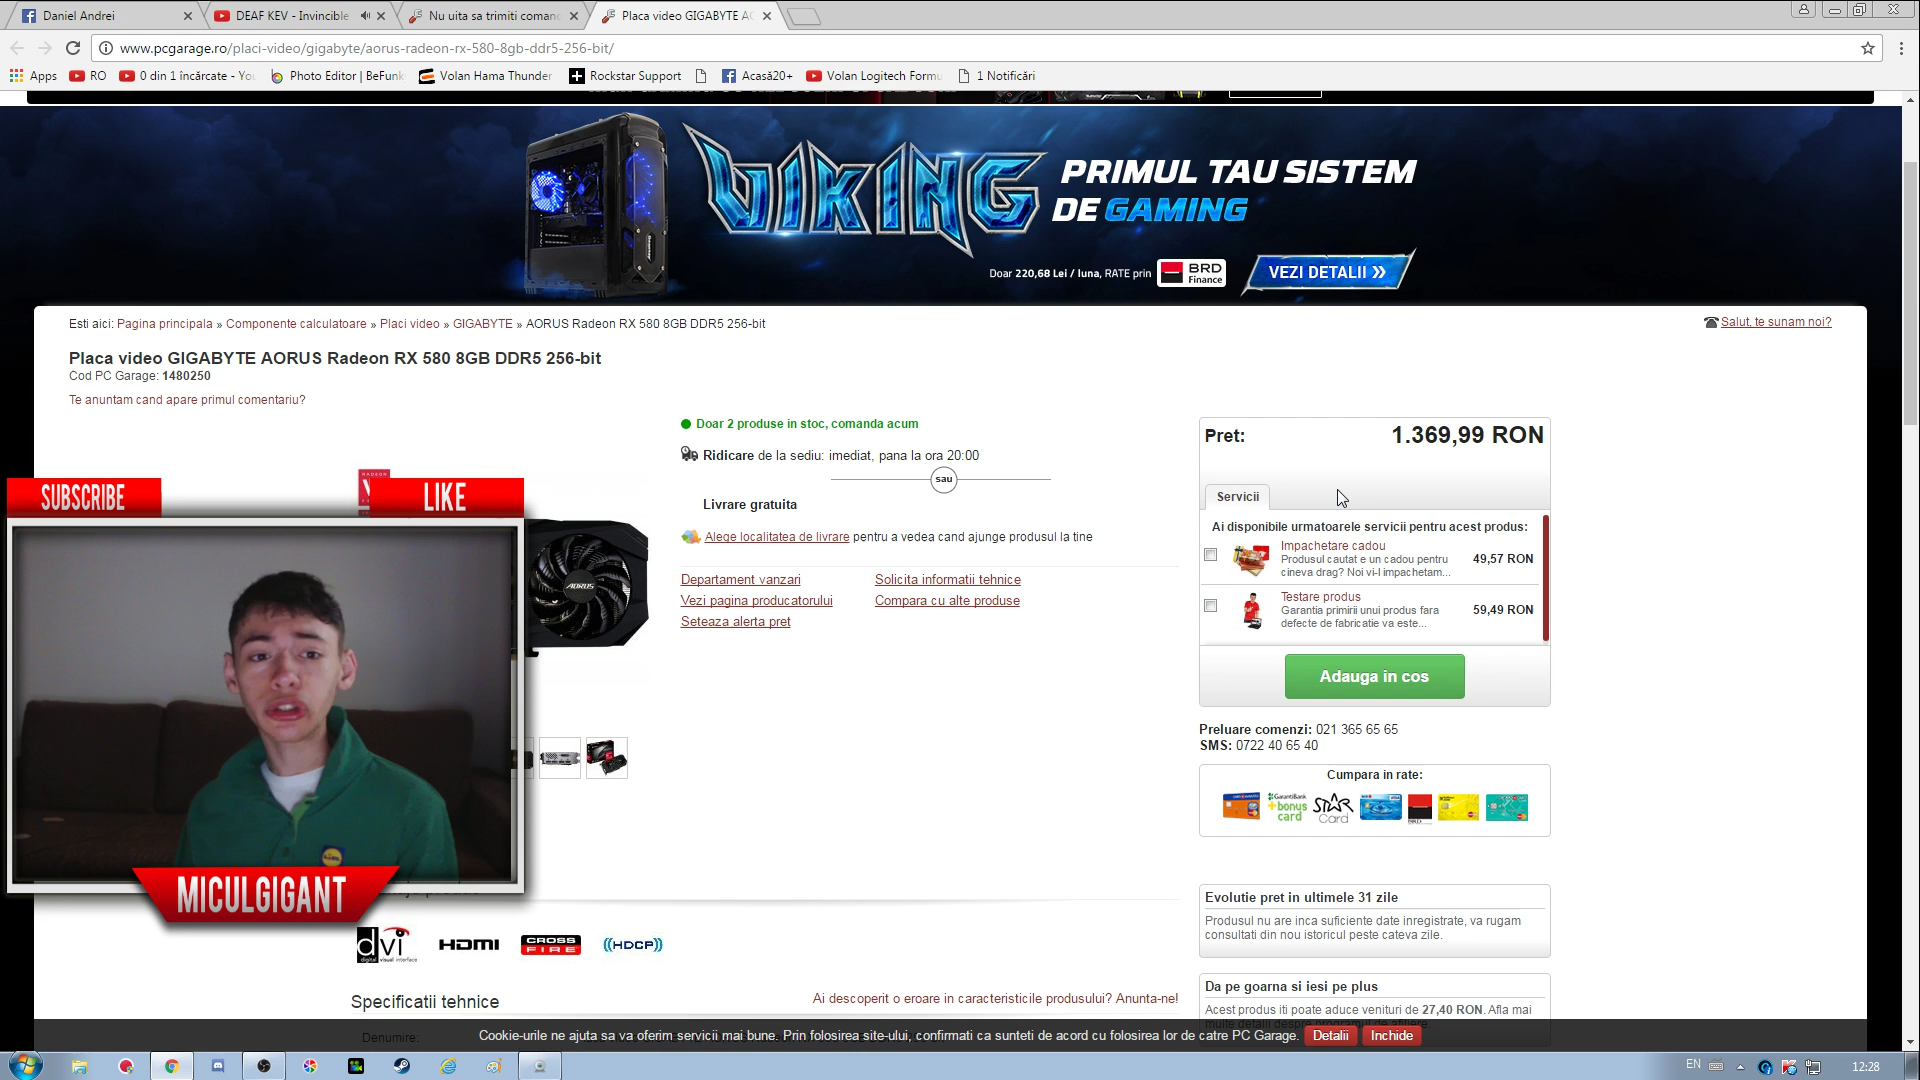 Daniel Andrei
DEAF KEV - Invincible
Nu uita sa trimiti coman
Placa video GIGABYTE AO
www.pcgarage.ro/placi-video/gigabyte/aorus-radeon-rx-580-8gb-ddr5-256-bit/
Apps
RO
0 din 1 încărcate - You
Photo Editor | BeFunk
Volan Hama Thunder
Rockstar Support
Acasă20+
Volan Logitech Formu
1 Notificări
VIKING
PRIMUL TAU SISTEM
DE GAMING
Doar 220,68 Lei / luna, RATE prin
BRD
Finance
VEZI DETALII »
Esti aici: Pagina principala » Componente calculatoare » Placi video » GIGABYTE » AORUS Radeon RX 580 8GB DDR5 256-bit
Salut, te sunam noi?
Placa video GIGABYTE AORUS Radeon RX 580 8GB DDR5 256-bit
Cod PC Garage: 1480250
Te anuntam cand apare primul comentariu?
Doar 2 produse in stoc, comanda acum
Ridicare de la sediu: imediat, pana la ora 20:00
sau
Livrare gratuita
Alege localitatea de livrare pentru a vedea cand ajunge produsul la tine
Departament vanzari
Solicita informatii tehnice
Vezi pagina producatorului
Compara cu alte produse
Seteaza alerta pret
Pret:
1.369,99 RON
Servicii
Ai disponibile urmatoarele servicii pentru acest produs:
Impachetare cadou
Produsul cautat e un cadou pentru
cineva drag? Noi vi-l impachetam...
49,57 RON
Testare produs
Garantia primirii unui produs fara
defecte de fabricatie va este...
59,49 RON
Adauga in cos
Preluare comenzi: 021 365 65 65
SMS: 0722 40 65 40
Cumpara in rate:
GarantiBank
+bonus
card
STAR
Card
Evolutie pret in ultimele 31 zile
Produsul nu are inca suficiente date inregistrate, va rugam
consultati din nou istoricul peste cateva zile.
Da pe goarna si iesi pe plus
Acest produs iti poate aduce venituri de 27,40 RON. Afla mai
RADEON
SUBSCRIBE
LIKE
AORUS
MICULGIGANT
dvi
digital visual interface
HDMI
CROSS
FIRE
((HDCP))
Specificatii tehnice
Ai descoperit o eroare in caracteristicile produsului? Anunta-ne!
Denumire:
Cookie-urile ne ajuta sa va oferim servicii mai bune. Prin folosirea site-ului, confirmati ca sunteti de acord cu folosirea lor de catre PC Garage.
Detalii
Inchide
EN
12:28